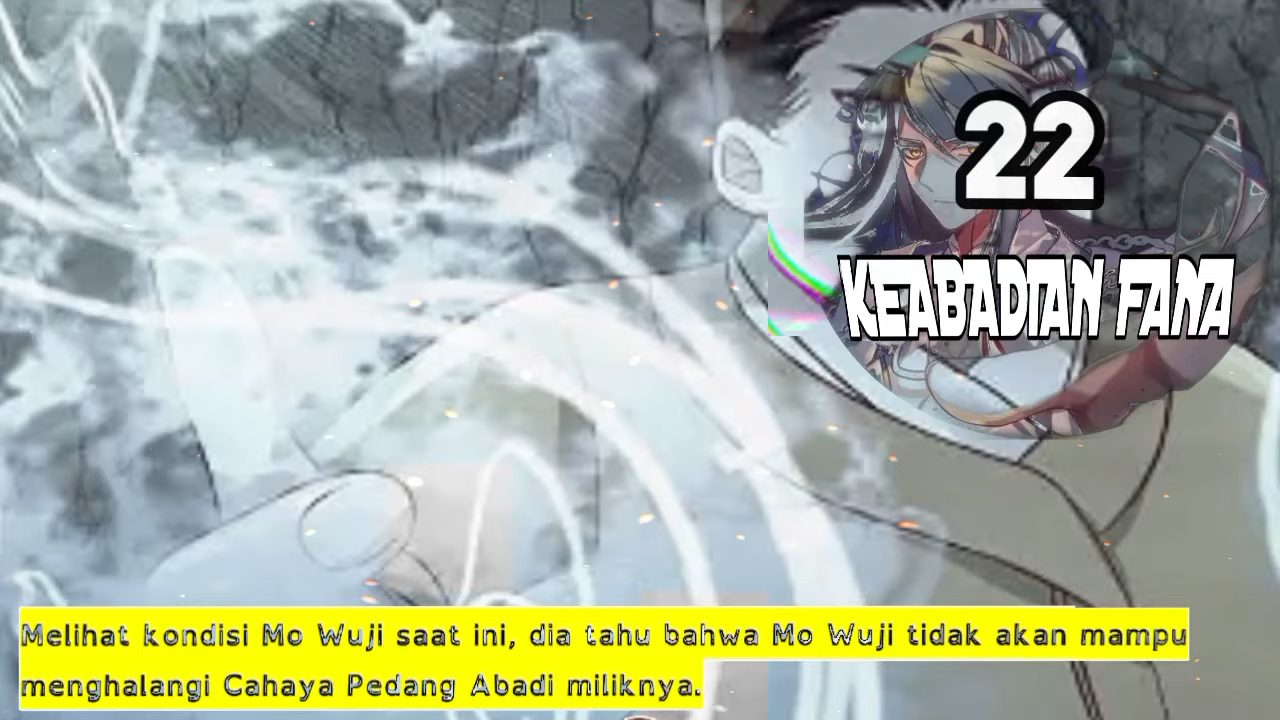 22
KEABADIAN FANA
Melihat kondisi Mo Wuji saat ini, dia tahu bahwa Mo Wuji tidak akan mampu
menghalangi Cahaya Pedang Abadi miliknya.